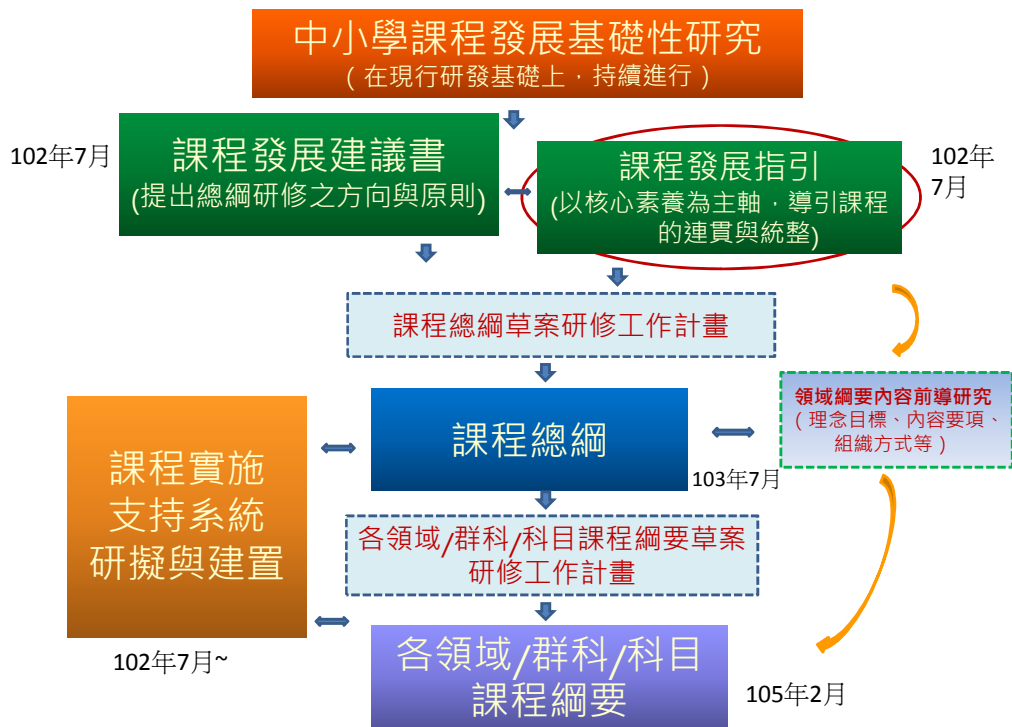 中小學課程發展基礎性研究
(在現行研發基礎上,持續進行)
102年7月
課程發展建議書
(提出總綱研修之方向與原則)
課程發展指引
(以核心素養為主軸,導引課程
的連貫與統整)
102年
7月
課程總綱草案研修工作計畫
領域綱要內容前導研究
(理念目標、內容要項、
組織方式等)
課程實施
支持系統
研擬與建置
102年7月~
課程總綱
103年7月
各領域/群科/科目課程綱要草案
研修工作計畫
各領域/群科/科目
課程綱要
105年2月